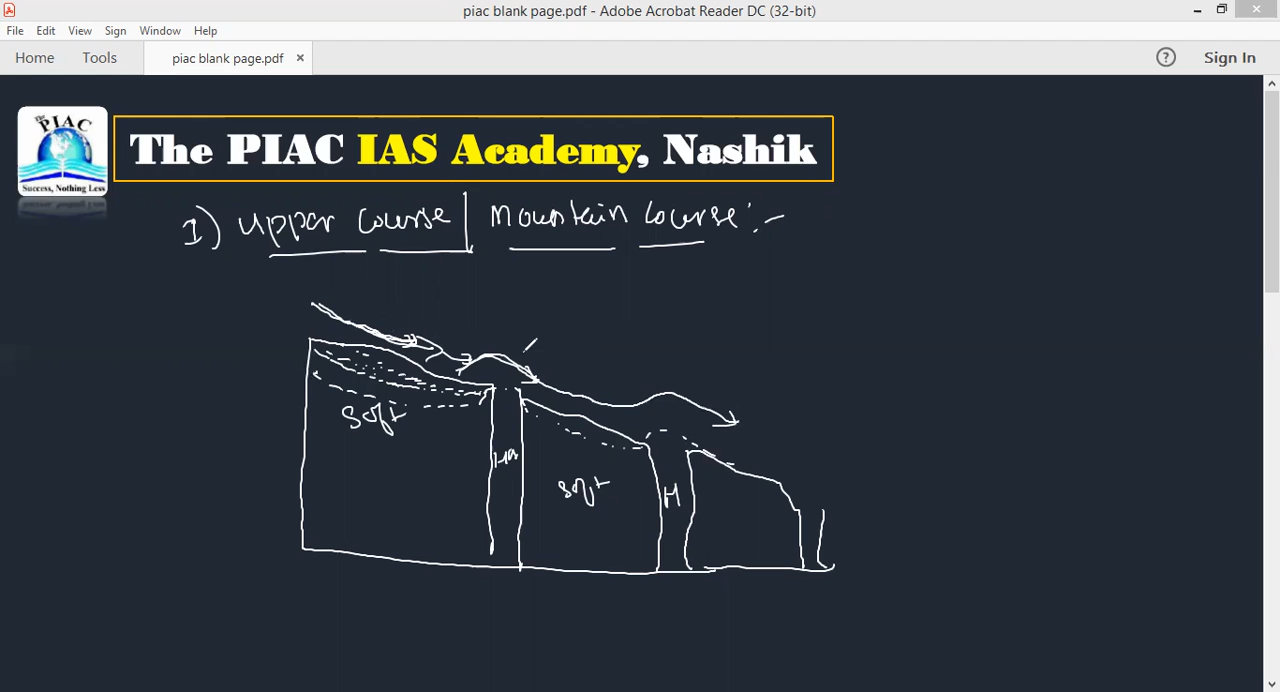 piac blank page.pdf - Adobe Acrobat Reader DC (32-bit)
File Edit View Sign Window Help
Home Tools piac blank page.pdf × ? Sign In
The PIAC
Success, Nothing Less
The PIAC IAS Academy, Nashik
1) Upper Course | Mountain Course :-
Soft
Ha
Soft
H